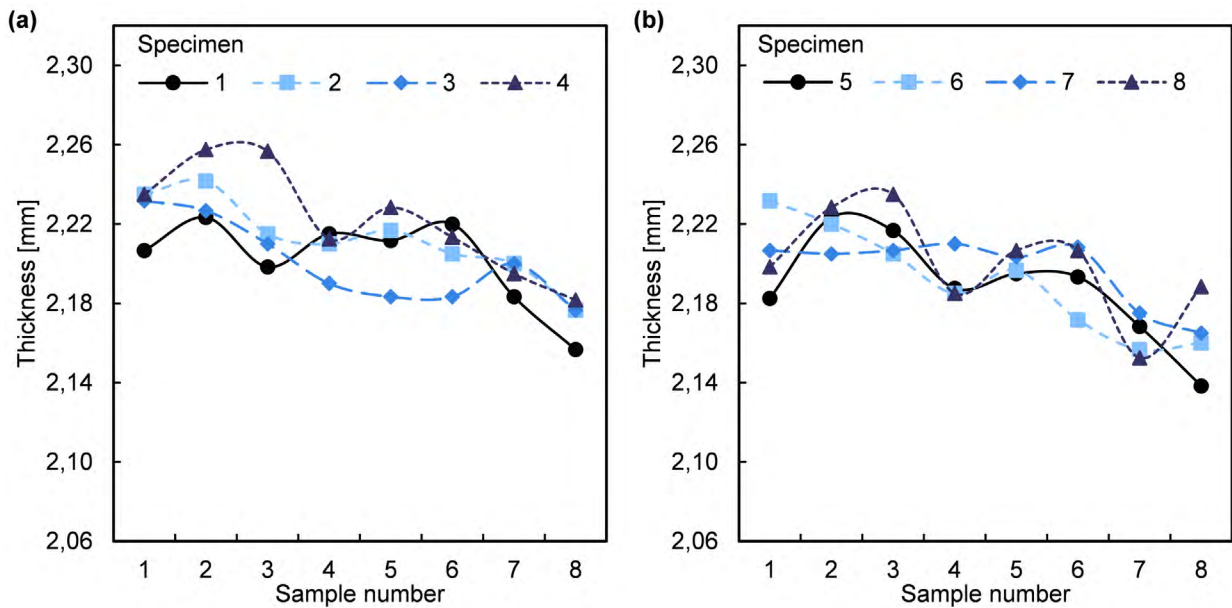 (a)
Specimen
1 2 3 4
2,30
2,26
2,22
2,18
2,14
2,10
2,06
Thickness [mm]
1 2 3 4 5 6 7 8
Sample number
(b)
Specimen
5 6 7 8
2,30
2,26
2,22
2,18
2,14
2,10
2,06
Thickness [mm]
1 2 3 4 5 6 7 8
Sample number